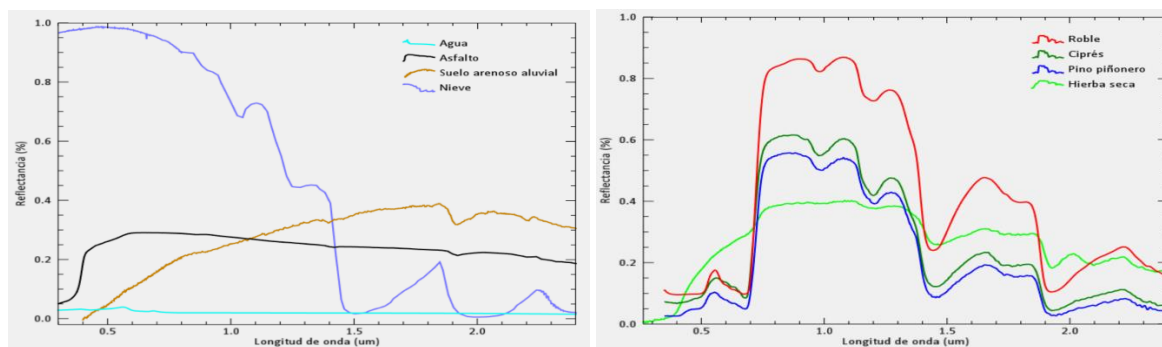 1.0
0.8
0.6
0.4
0.2
0.0
Reflectancia (%)
Agua
Asfalto
Suelo arenoso aluvial
Nieve
0.5
1.0
1.5
2.0
Longitud de onda (um)
1.0
0.8
0.6
0.4
0.2
0.0
Reflectancia (%)
Roble
Ciprés
Pino piñonero
Hierba seca
0.5
1.0
1.5
2.0
Longitud de onda (um)